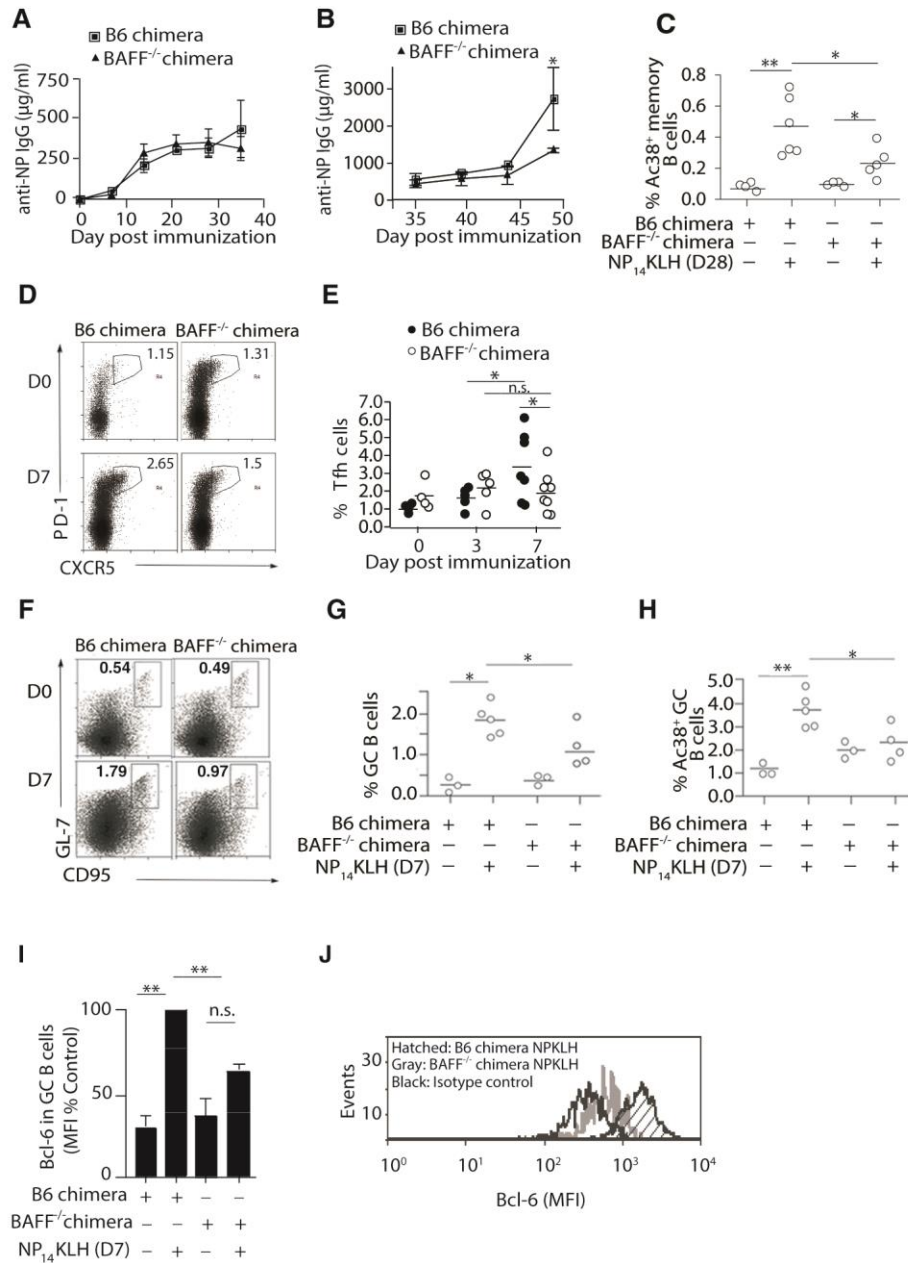 A
B6 chimera
BAFF-/- chimera
anti-NP IgG (µg/ml)
750
500
250
0
0 10 20 30 40
Day post immunization
B
B6 chimera
BAFF-/- chimera
anti-NP IgG (µg/ml)
3000
2000
1000
0
*
35 40 45 50
Day post immunization
C
% Ac38+ memory
B cells
0.8
0.6
0.4
0.2
0.0
** * *
B6 chimera + + − −
BAFF-/- chimera − − + +
NP14KLH (D28) − + − +
D
B6 chimera BAFF-/- chimera
D0
1.15 1.31
D7
2.65 1.5
PD-1
CXCR5
E
B6 chimera
BAFF-/- chimera
* n.s. *
% Tfh cells
7.0
6.0
5.0
4.0
3.0
2.0
1.0
0.0
0 3 7
Day post immunization
F
B6 chimera BAFF-/- chimera
D0
0.54 0.49
D7
1.79 0.97
GL-7
CD95
G
% GC B cells
2.0
1.0
0.0
* *
B6 chimera + + − −
BAFF-/- chimera − − + +
NP14KLH (D7) − + − +
H
% Ac38+ GC
B cells
5.0
4.0
3.0
2.0
1.0
0.0
** *
B6 chimera + + − −
BAFF-/- chimera − − + +
NP14KLH (D7) − + − +
I
Bcl-6 in GC B cells
(MFI % Control)
100
50
0
** ** n.s.
B6 chimera + + − −
BAFF-/- chimera − − + +
NP14KLH (D7) − + − +
J
Hatched: B6 chimera NPKLH
Gray: BAFF-/- chimera NPKLH
Black: Isotype control
Events
30
10
10^0 10^1 10^2 10^3 10^4
Bcl-6 (MFI)